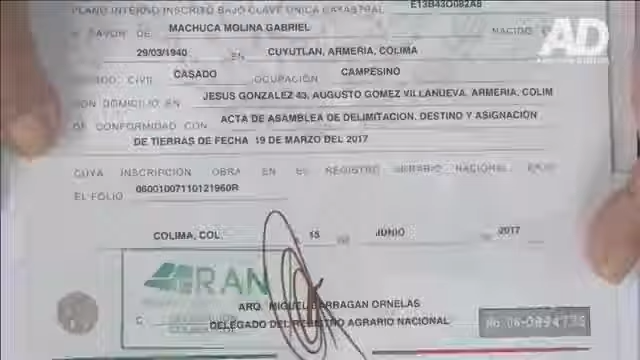 PLANO INTERNO INSCRITO BAJO CLAVE UNICA CATASTRAL E13B43O082A8
A FAVOR DE MACHUCA MOLINA GABRIEL NACIDO
29/03/1940 EN CUYUTLAN, ARMERIA, COLIMA
CIVIL CASADO OCUPACION CAMPESINO
CON DOMICILIO EN JESUS GONZALEZ 43, AUGUSTO GOMEZ VILLANUEVA, ARMERIA, COLIM
DE CONFORMIDAD CON ACTA DE ASAMBLEA DE DELIMITACION, DESTINO Y ASIGNACIÓN
DE TIERRAS DE FECHA 19 DE MARZO DEL 2017
CUYA INSCRIPCION OBRA EN EL REGISTRO AGRARIO NACIONAL BAJO
EL FOLIO 06001007110121960R
COLIMA, COL. A 15 DE JUNIO DE 2017
RAN
ARQ. MIGUEL BARRAGAN ORNELAS
DELEGADO DEL REGISTRO AGRARIO NACIONAL
AD